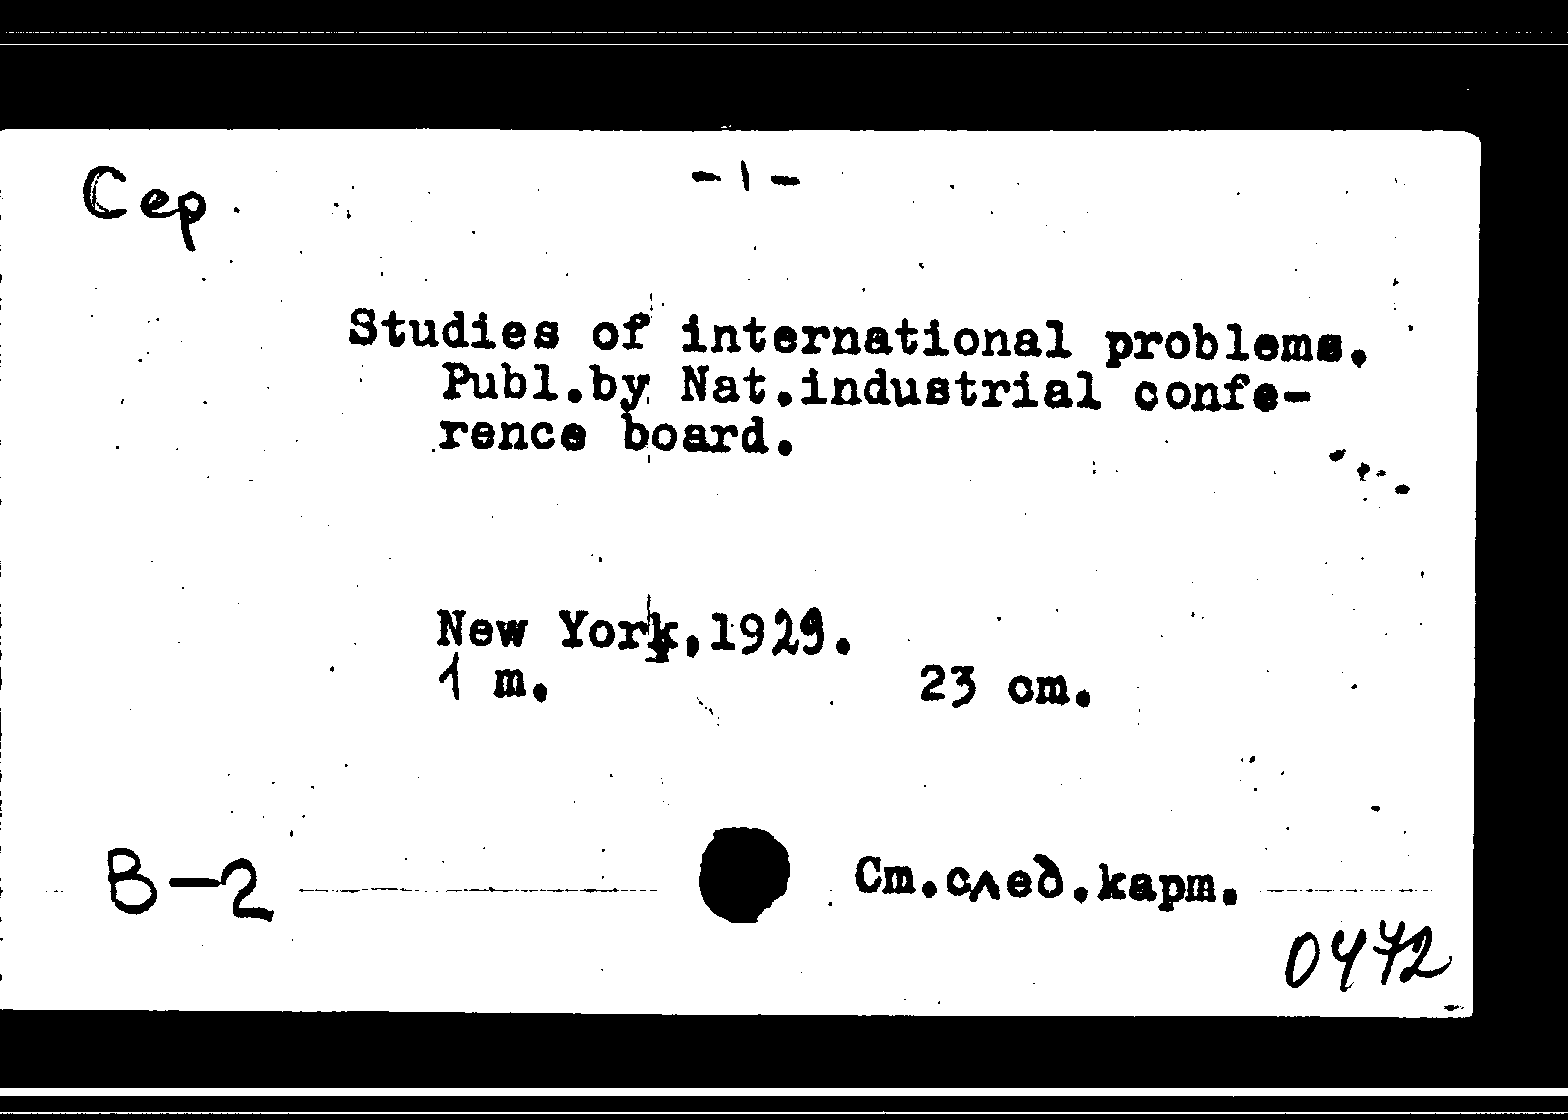 Сер.
- 1 -
Studies of international problems.
Publ.by Nat.industrial confe-
rence board.
New York,1929.
1 т. 23 cm.
B-2
См.след.карт.
0472